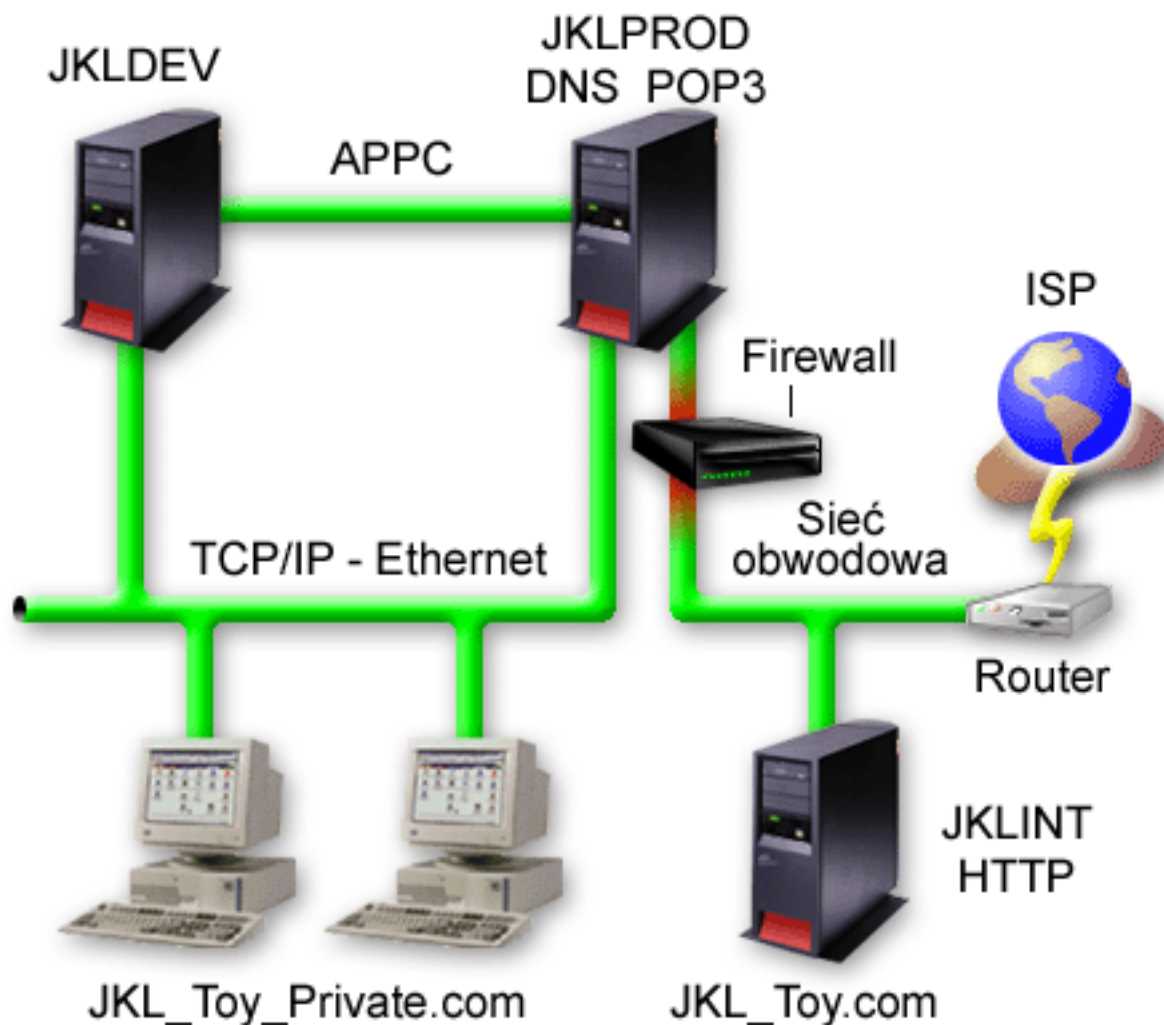 JKLDEV
JKLPROD
DNS POP3
APPC
ISP
Firewall
Sieć
obwodowa
TCP/IP - Ethernet
Router
JKLINT
HTTP
JKL_Toy_Private.com
JKL_Toy.com